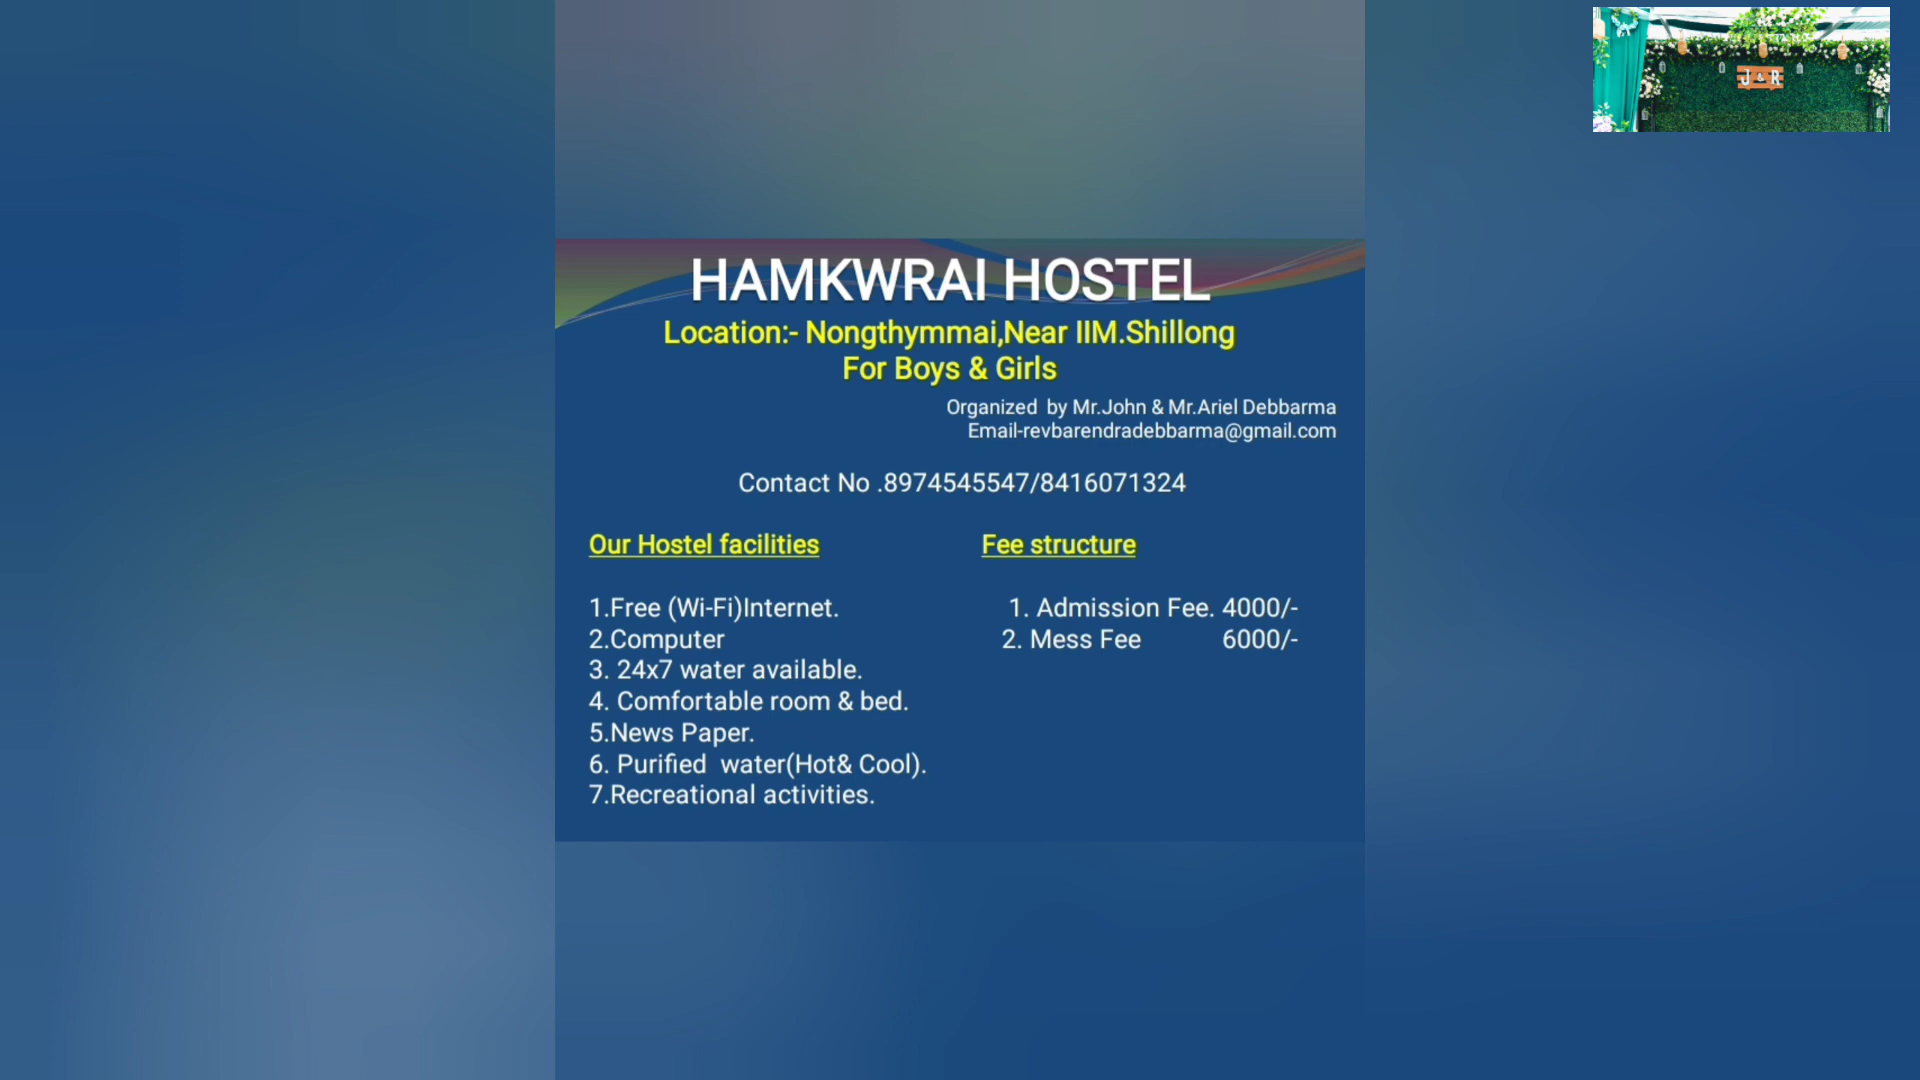 J & R
HAMKWRAI HOSTEL
Location:- Nongthymmai,Near IIM.Shillong
For Boys & Girls
Organized by Mr.John & Mr.Ariel Debbarma
Email-revbarendradebbarma@gmail.com
Contact No .8974545547/8416071324
Our Hostel facilities
1.Free (Wi-Fi)Internet.
2.Computer
3. 24x7 water available.
4. Comfortable room & bed.
5.News Paper.
6. Purified water(Hot& Cool).
7.Recreational activities.
Fee structure
1. Admission Fee. 4000/-
2. Mess Fee 6000/-